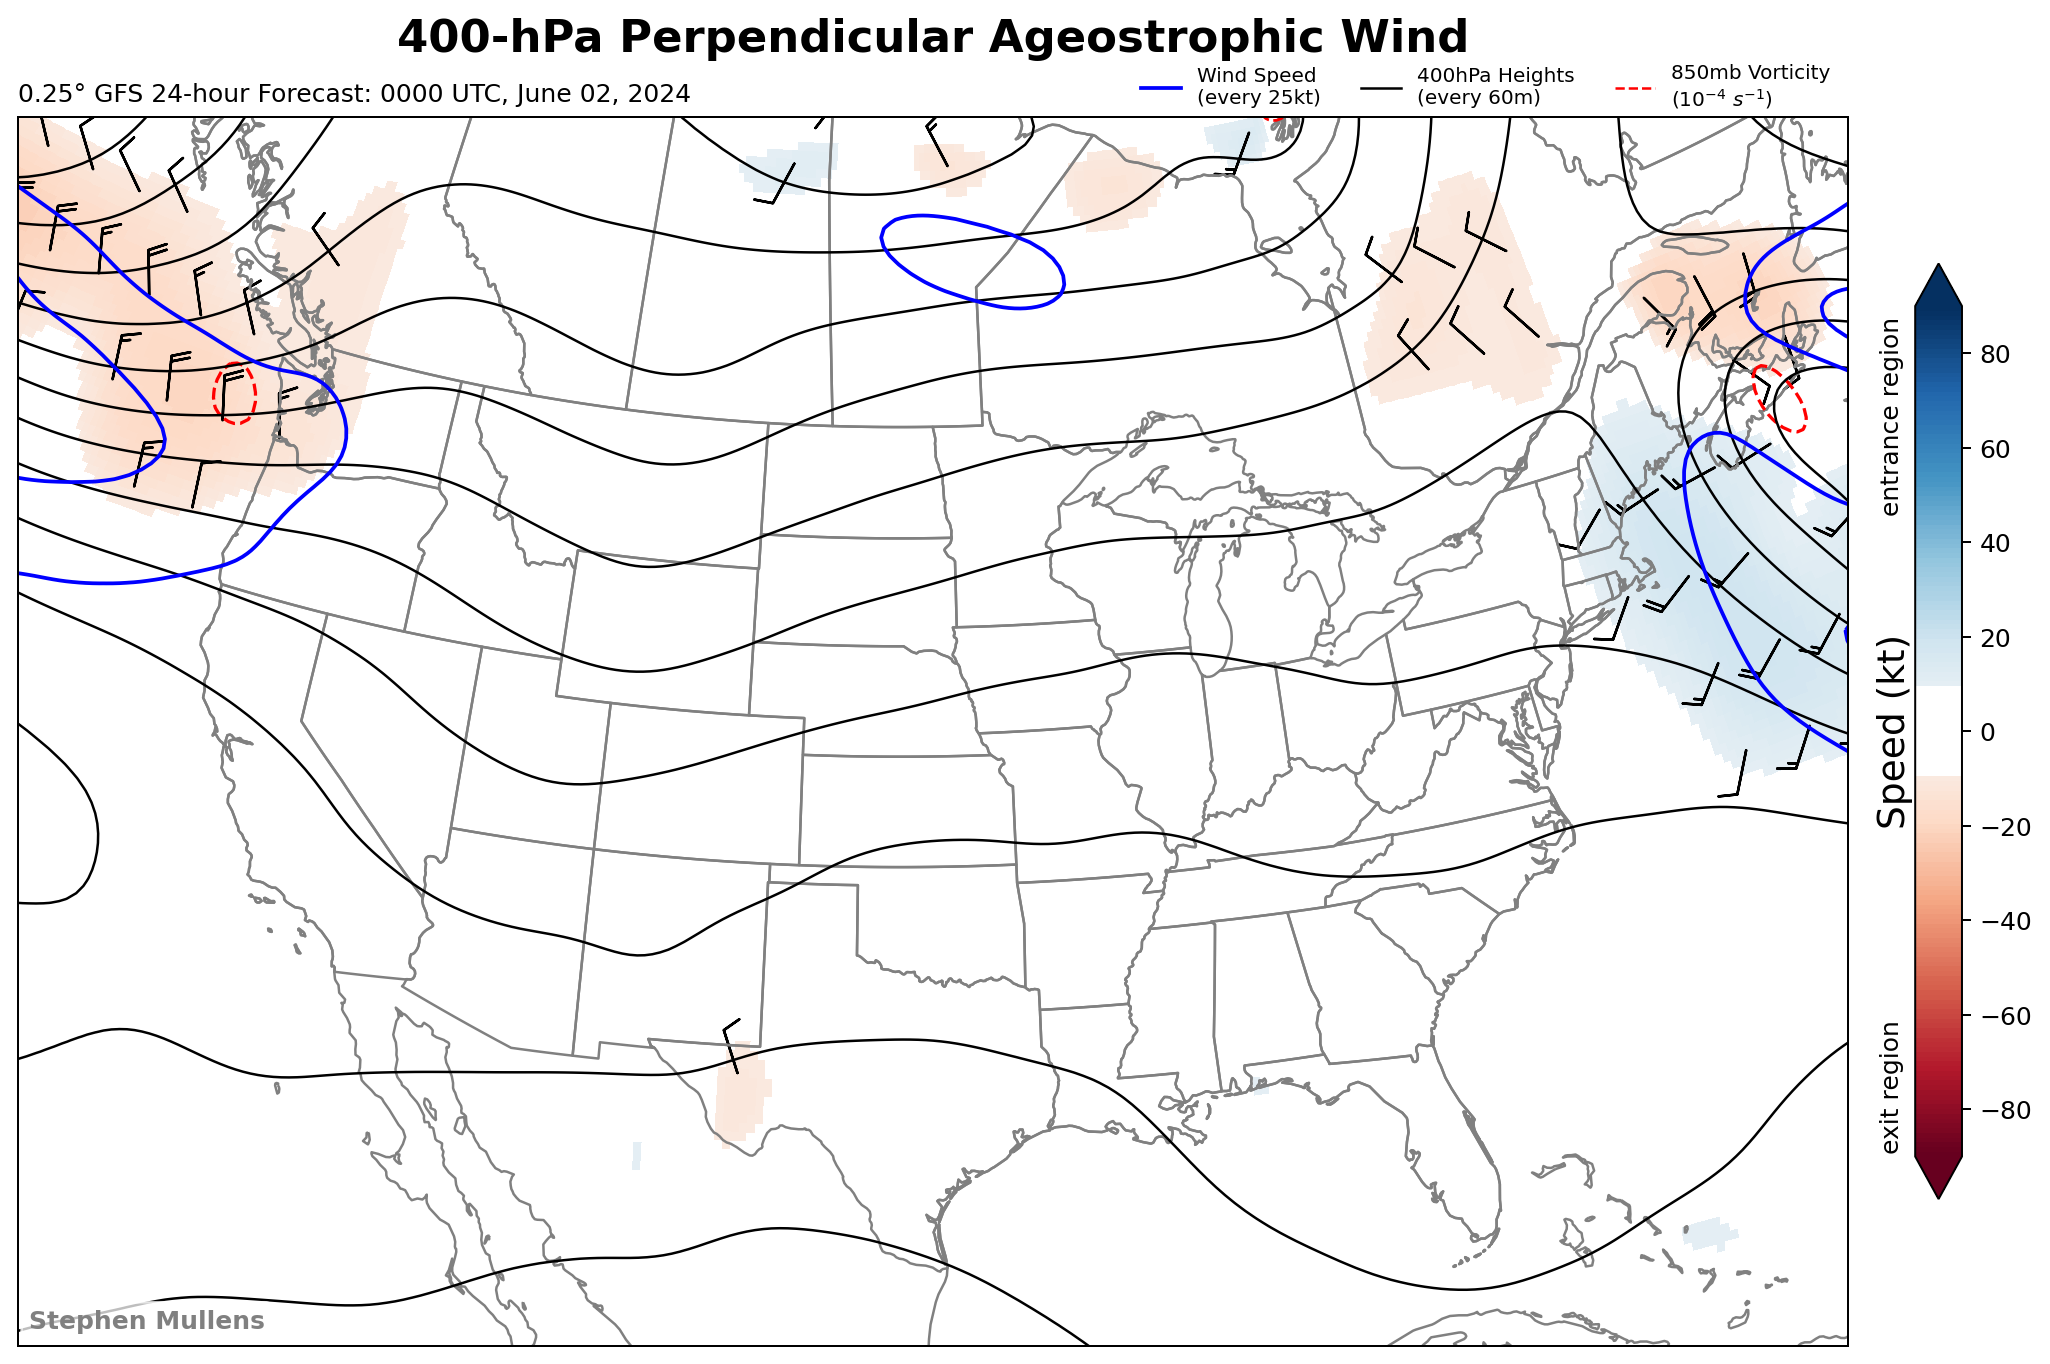 400-hPa Perpendicular Ageostrophic Wind
0.25° GFS 24-hour Forecast: 0000 UTC, June 02, 2024
Wind Speed
(every 25kt)
400hPa Heights
(every 60m)
850mb Vorticity
(10⁻⁴ s⁻¹)
entrance region
Speed (kt)
exit region
80
60
40
20
0
−20
−40
−60
−80
Stephen Mullens